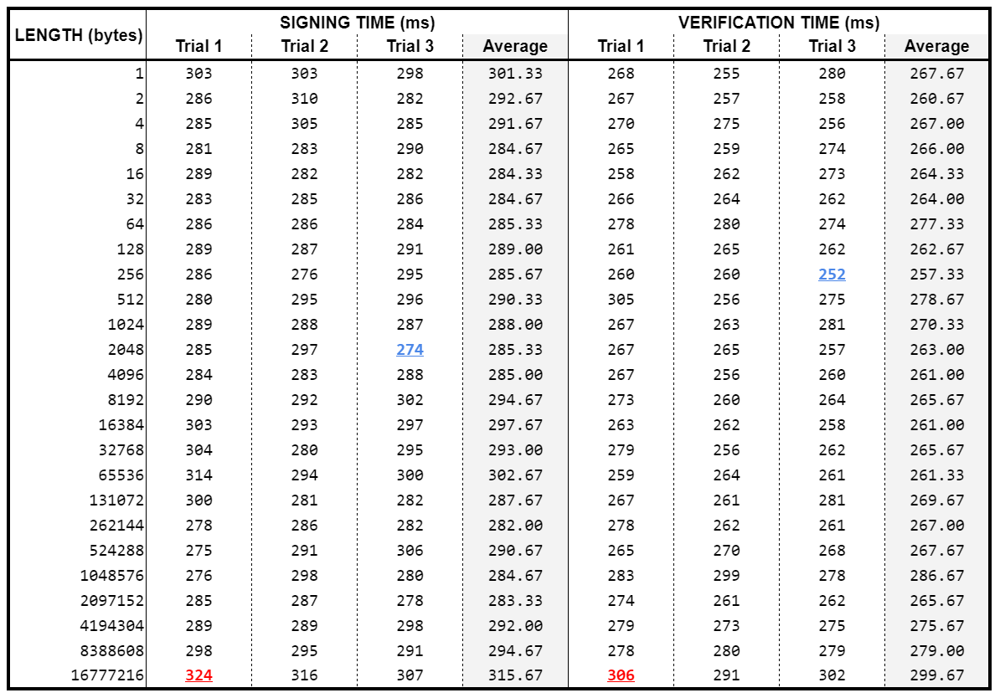 LENGTH (bytes) SIGNING TIME (ms) VERIFICATION TIME (ms)
Trial 1 Trial 2 Trial 3 Average Trial 1 Trial 2 Trial 3 Average
1 303 303 298 301.33 268 255 280 267.67
2 286 310 282 292.67 267 257 258 260.67
4 285 305 285 291.67 270 275 256 267.00
8 281 283 290 284.67 265 259 274 266.00
16 289 282 282 284.33 258 262 273 264.33
32 283 285 286 284.67 266 264 262 264.00
64 286 286 284 285.33 278 280 274 277.33
128 289 287 291 289.00 261 265 262 262.67
256 286 276 295 285.67 260 260 252 257.33
512 280 295 296 290.33 305 256 275 278.67
1024 289 288 287 288.00 267 263 281 270.33
2048 285 297 274 285.33 267 265 257 263.00
4096 284 283 288 285.00 267 256 260 261.00
8192 290 292 302 294.67 273 260 264 265.67
16384 303 293 297 297.67 263 262 258 261.00
32768 304 280 295 293.00 279 256 262 265.67
65536 314 294 300 302.67 259 264 261 261.33
131072 300 281 282 287.67 267 261 281 269.67
262144 278 286 282 282.00 278 262 261 267.00
524288 275 291 306 290.67 265 270 268 267.67
1048576 276 298 280 284.67 283 299 278 286.67
2097152 285 287 278 283.33 274 261 262 265.67
4194304 289 289 298 292.00 279 273 275 275.67
8388608 298 295 291 294.67 278 280 279 279.00
16777216 324 316 307 315.67 306 291 302 299.67